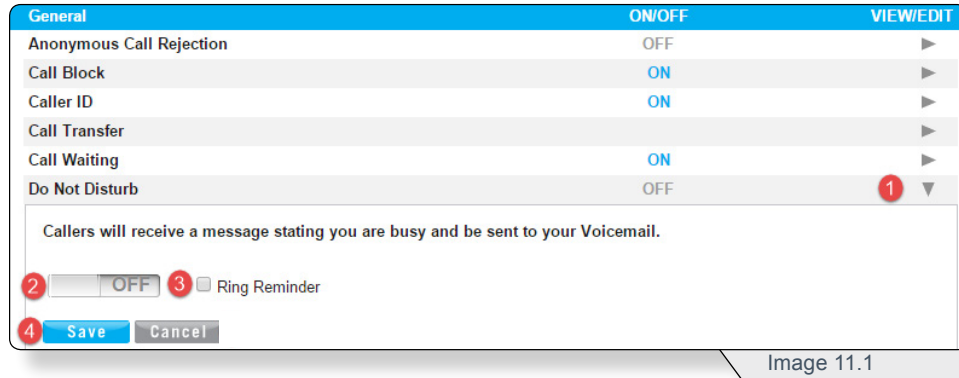 General ON/OFF VIEW/EDIT
Anonymous Call Rejection OFF
Call Block ON
Caller ID ON
Call Transfer
Call Waiting ON
Do Not Disturb OFF 1
Callers will receive a message stating you are busy and be sent to your Voicemail.
2 OFF 3 Ring Reminder
4 Save Cancel
Image 11.1